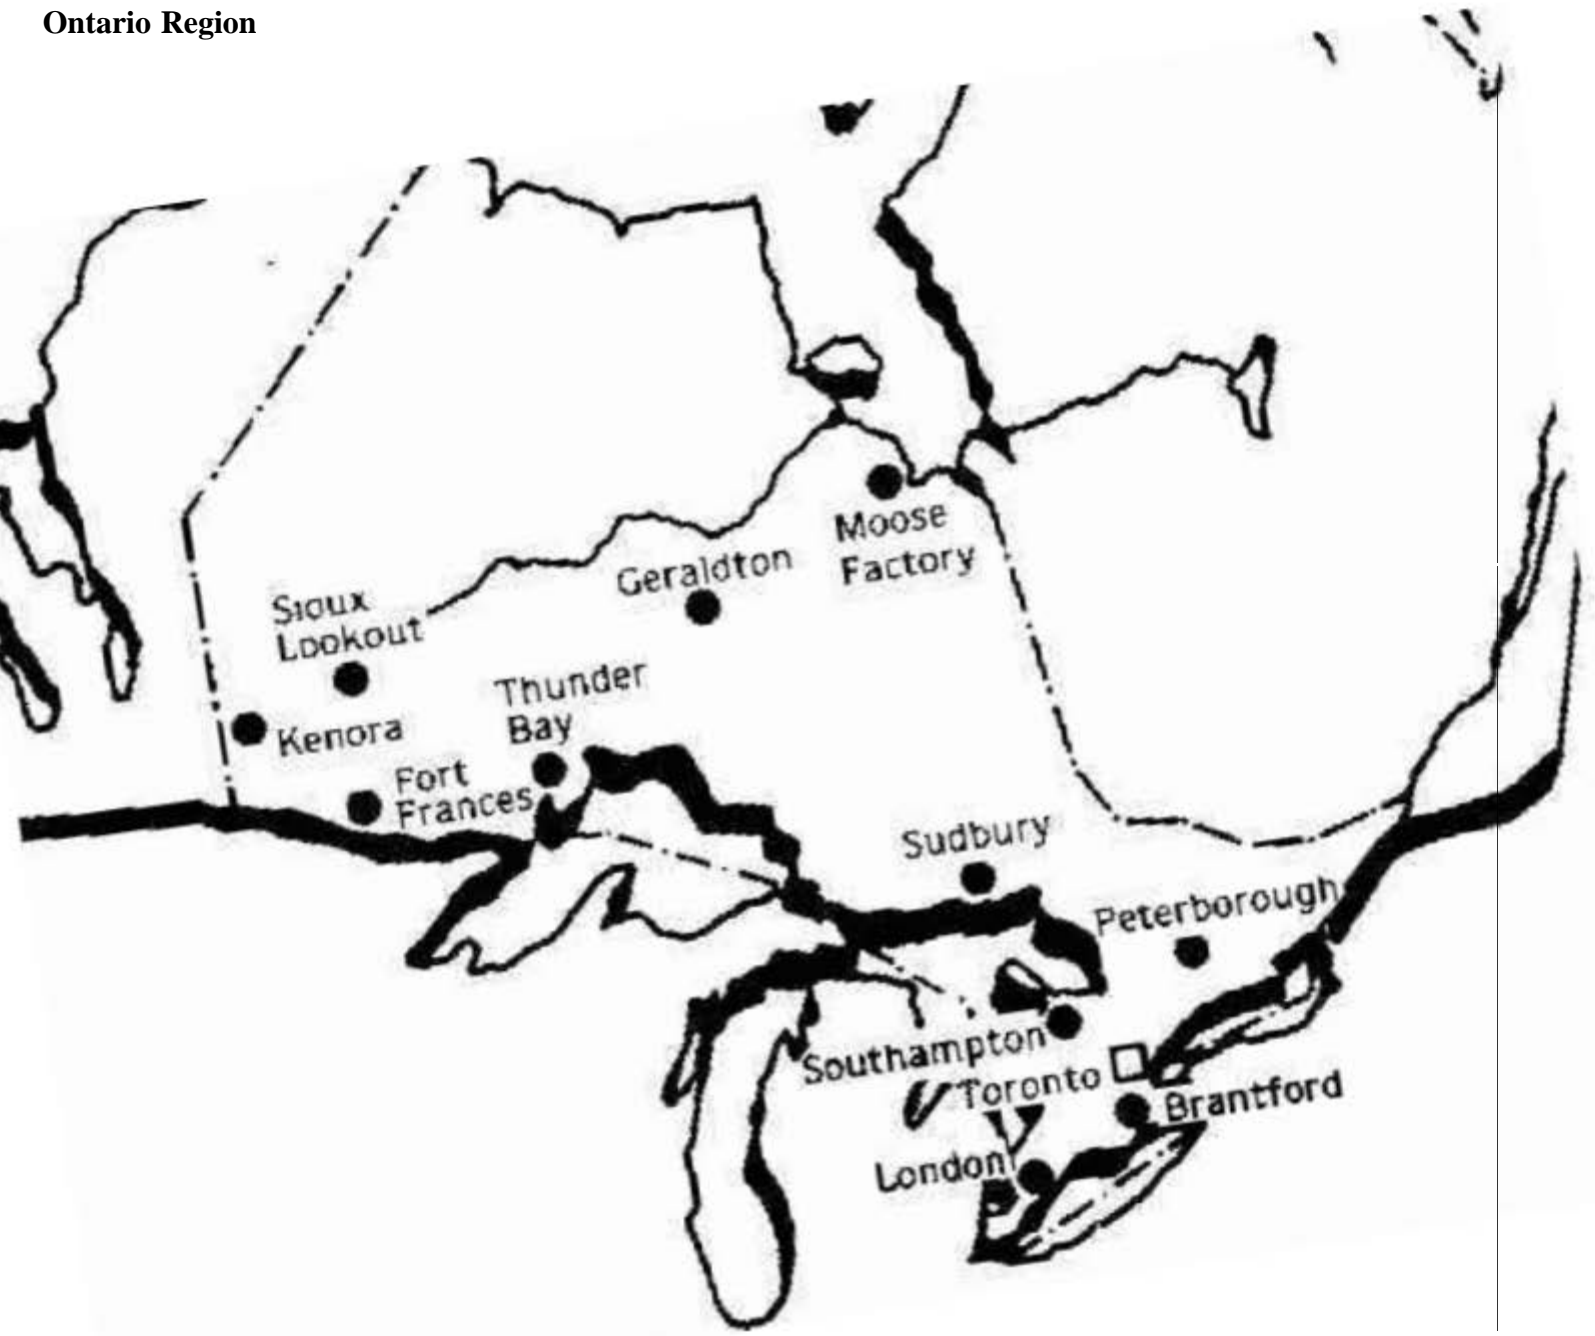 Ontario Region
Moose
Factory
Geraldton
Sioux
Lookout
Thunder
Bay
Kenora
Fort
Frances
Sudbury
Peterborough
Southampton
Toronto
Brantford
London